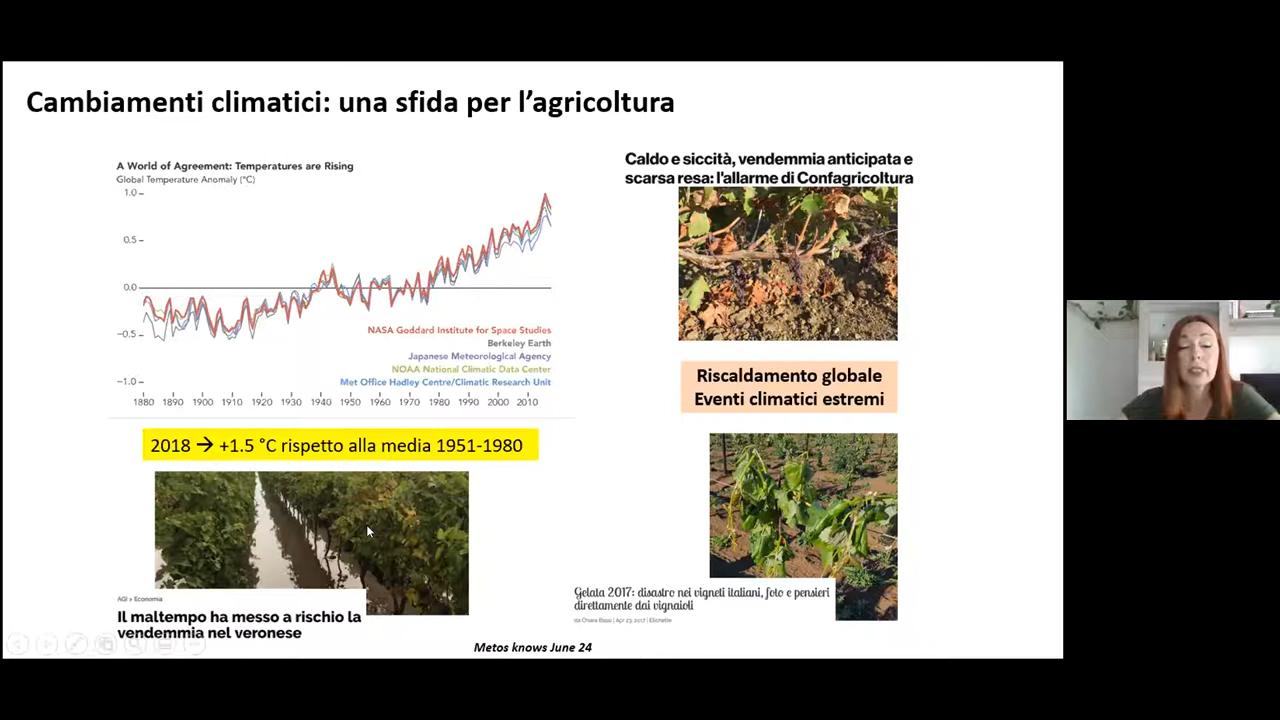 Cambiamenti climatici: una sfida per l’agricoltura
A World of Agreement: Temperatures are Rising
Global Temperature Anomaly (°C)
1.0
0.5
0.0
−0.5
−1.0
NASA Goddard Institute for Space Studies
Berkeley Earth
Japanese Meteorological Agency
NOAA National Climatic Data Center
Met Office Hadley Centre/Climatic Research Unit
1880 1890 1900 1910 1920 1930 1940 1950 1960 1970 1980 1990 2000 2010
2018 → +1.5 °C rispetto alla media 1951-1980
AGI > Economia
Il maltempo ha messo a rischio la
vendemmia nel veronese
Caldo e siccità, vendemmia anticipata e
scarsa resa: l'allarme di Confagricoltura
Riscaldamento globale
Eventi climatici estremi
Gelata 2017: disastro nei vigneti italiani, foto e pensieri
direttamente dai vignaioli
da Chiara Bassi | Apr 23, 2017 | Etichette
Metos knows June 24